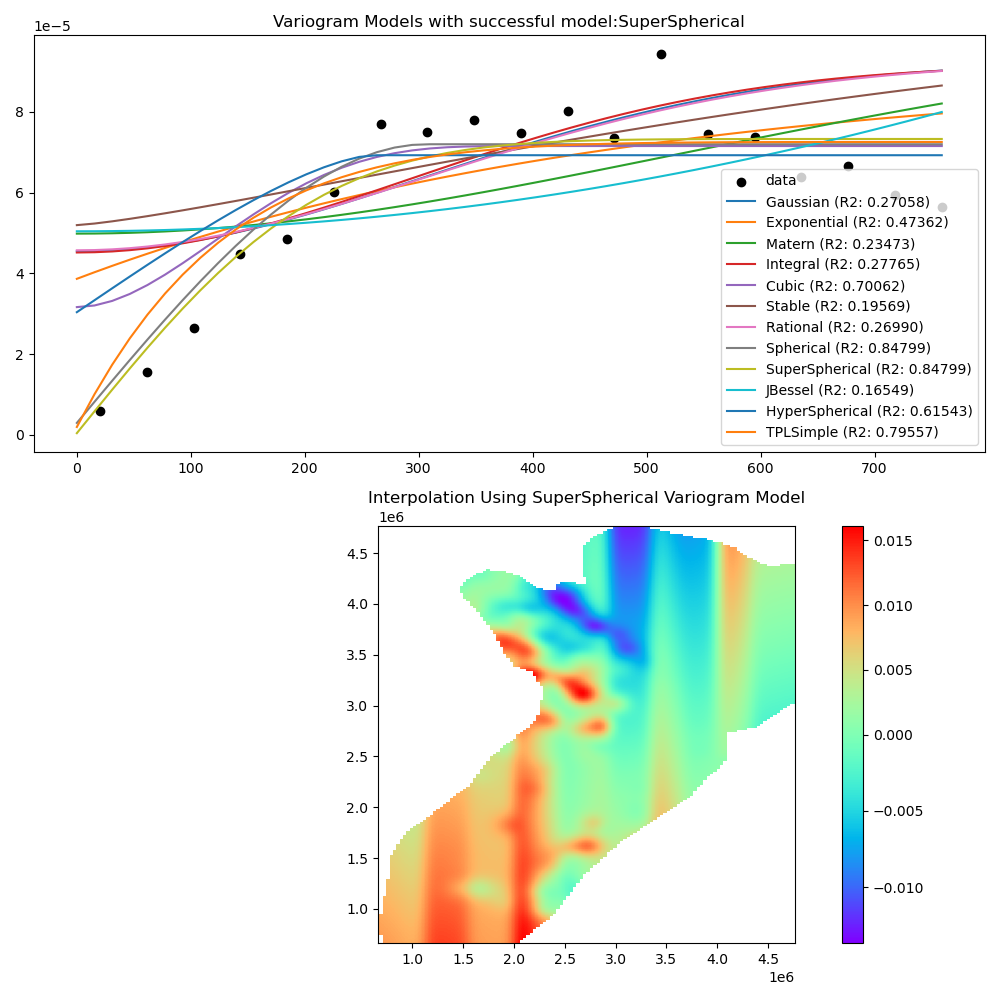 Variogram Models with successful model:SuperSpherical
1e−5
8
6
4
2
0
0 100 200 300 400 500 600 700
data
Gaussian (R2: 0.27058)
Exponential (R2: 0.47362)
Matern (R2: 0.23473)
Integral (R2: 0.27765)
Cubic (R2: 0.70062)
Stable (R2: 0.19569)
Rational (R2: 0.26990)
Spherical (R2: 0.84799)
SuperSpherical (R2: 0.84799)
JBessel (R2: 0.16549)
HyperSpherical (R2: 0.61543)
TPLSimple (R2: 0.79557)
Interpolation Using SuperSpherical Variogram Model
1e6
4.5
4.0
3.5
3.0
2.5
2.0
1.5
1.0
1.0 1.5 2.0 2.5 3.0 3.5 4.0 4.5
1e6
0.015
0.010
0.005
0.000
−0.005
−0.010